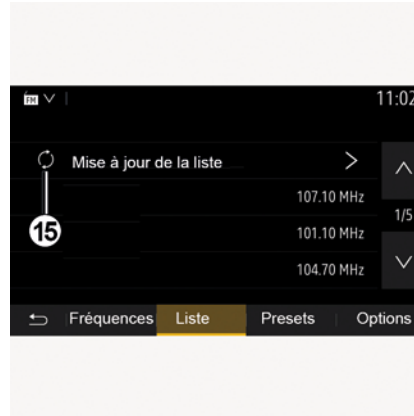 FM
11:02
Mise à jour de la liste
107.10 MHz
1/5
15
101.10 MHz
104.70 MHz
Fréquences Liste Presets Options